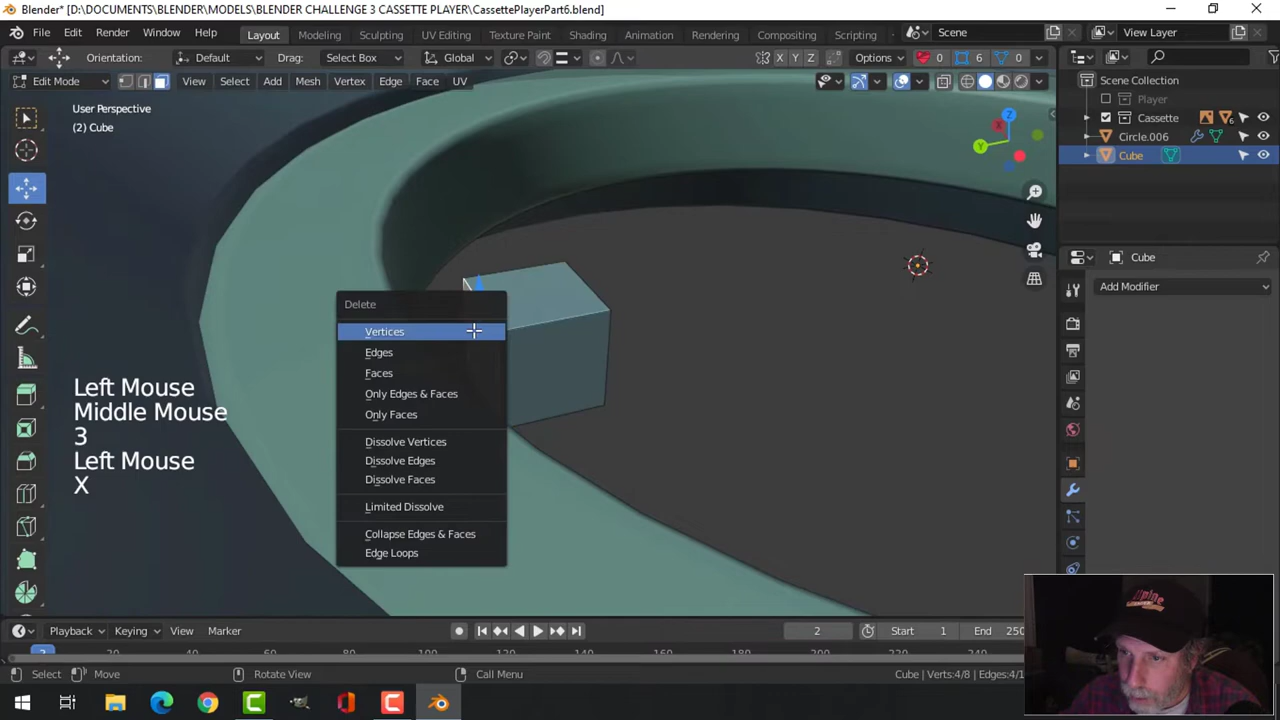 Blender* [D:\DOCUMENTS\BLENDER\MODELS\BLENDER CHALLENGE 3 CASSETTE PLAYER\CassettePlayerPart6.blend]
File Edit Render Window Help Layout Modeling Sculpting UV Editing Texture Paint Shading Animation Rendering Compositing Scripting Scene View Layer
Orientation: Default Drag: Select Box Global X Y Z Options 0 6 0
Edit Mode View Select Add Mesh Vertex Edge Face UV
User Perspective
(2) Cube
Z
X
Y
Scene Collection
Player
Cassette 6
Circle.006
Cube
Cube
Add Modifier
Delete
Vertices
Edges
Faces
Only Edges & Faces
Only Faces
Dissolve Vertices
Dissolve Edges
Dissolve Faces
Limited Dissolve
Collapse Edges & Faces
Edge Loops
Left Mouse
Middle Mouse
3
Left Mouse
X
Playback Keying View Marker 2 Start 1 End 250
Select Move Rotate View Call Menu Cube | Verts:4/8 | Edges:4/1